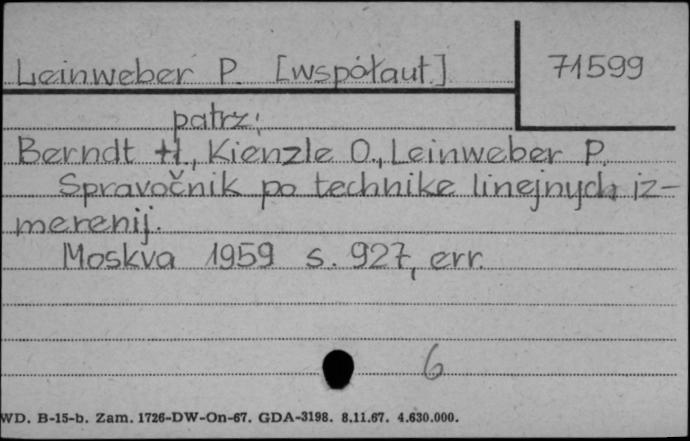 Leinweber P. [współaut.] 71599
patrz:
Berndt H., Kienzle O., Leinweber P.
Spravočnik po technike linejnych iz-
merenij.
Moskva 1959 s. 927, err.
6
WD. B-15-b. Zam. 1726-DW-On-67. GDA-3198. 8.11.67. 4.630.000.